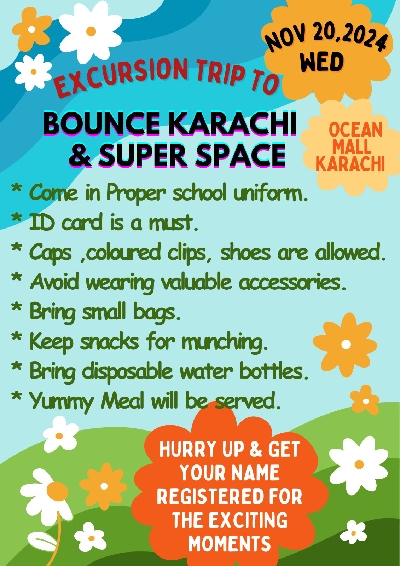 NOV 20,2024
WED
EXCURSION TRIP TO
BOUNCE KARACHI
& SUPER SPACE
OCEAN
MALL
KARACHI
* Come in Proper school uniform.
* ID card is a must.
* Caps ,coloured clips, shoes are allowed.
* Avoid wearing valuable accessories.
* Bring small bags.
* Keep snacks for munching.
* Bring disposable water bottles.
* Yummy Meal will be served.
HURRY UP & GET
YOUR NAME
REGISTERED FOR
THE EXCITING
MOMENTS